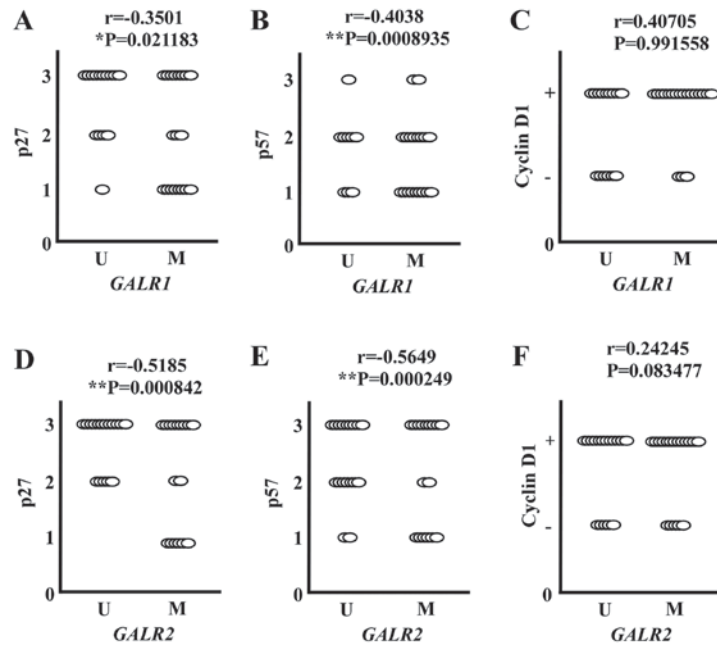 A
r=-0.3501
*P=0.021183
p27
3
2
1
0
U M
GALR1
B
r=-0.4038
**P=0.0008935
p57
3
2
1
0
U M
GALR1
C
r=0.40705
P=0.991558
Cyclin D1
+
-
0
U M
GALR1
D
r=-0.5185
**P=0.000842
p27
3
2
1
0
U M
GALR2
E
r=-0.5649
**P=0.000249
p57
3
2
1
0
U M
GALR2
F
r=0.24245
P=0.083477
Cyclin D1
+
-
0
U M
GALR2